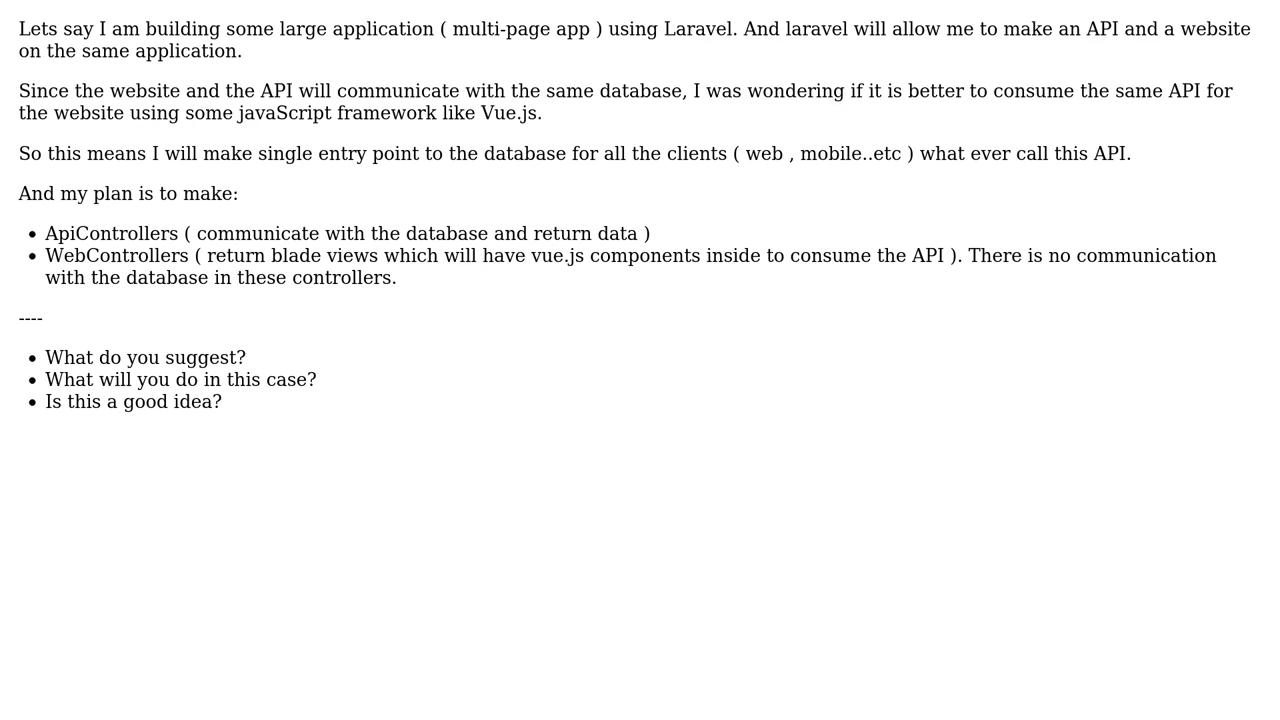 Lets say I am building some large application ( multi-page app ) using Laravel. And laravel will allow me to make an API and a website
on the same application.
Since the website and the API will communicate with the same database, I was wondering if it is better to consume the same API for
the website using some javaScript framework like Vue.js.
So this means I will make single entry point to the database for all the clients ( web , mobile..etc ) what ever call this API.
And my plan is to make:
• ApiControllers ( communicate with the database and return data )
• WebControllers ( return blade views which will have vue.js components inside to consume the API ). There is no communication
with the database in these controllers.
----
• What do you suggest?
• What will you do in this case?
• Is this a good idea?